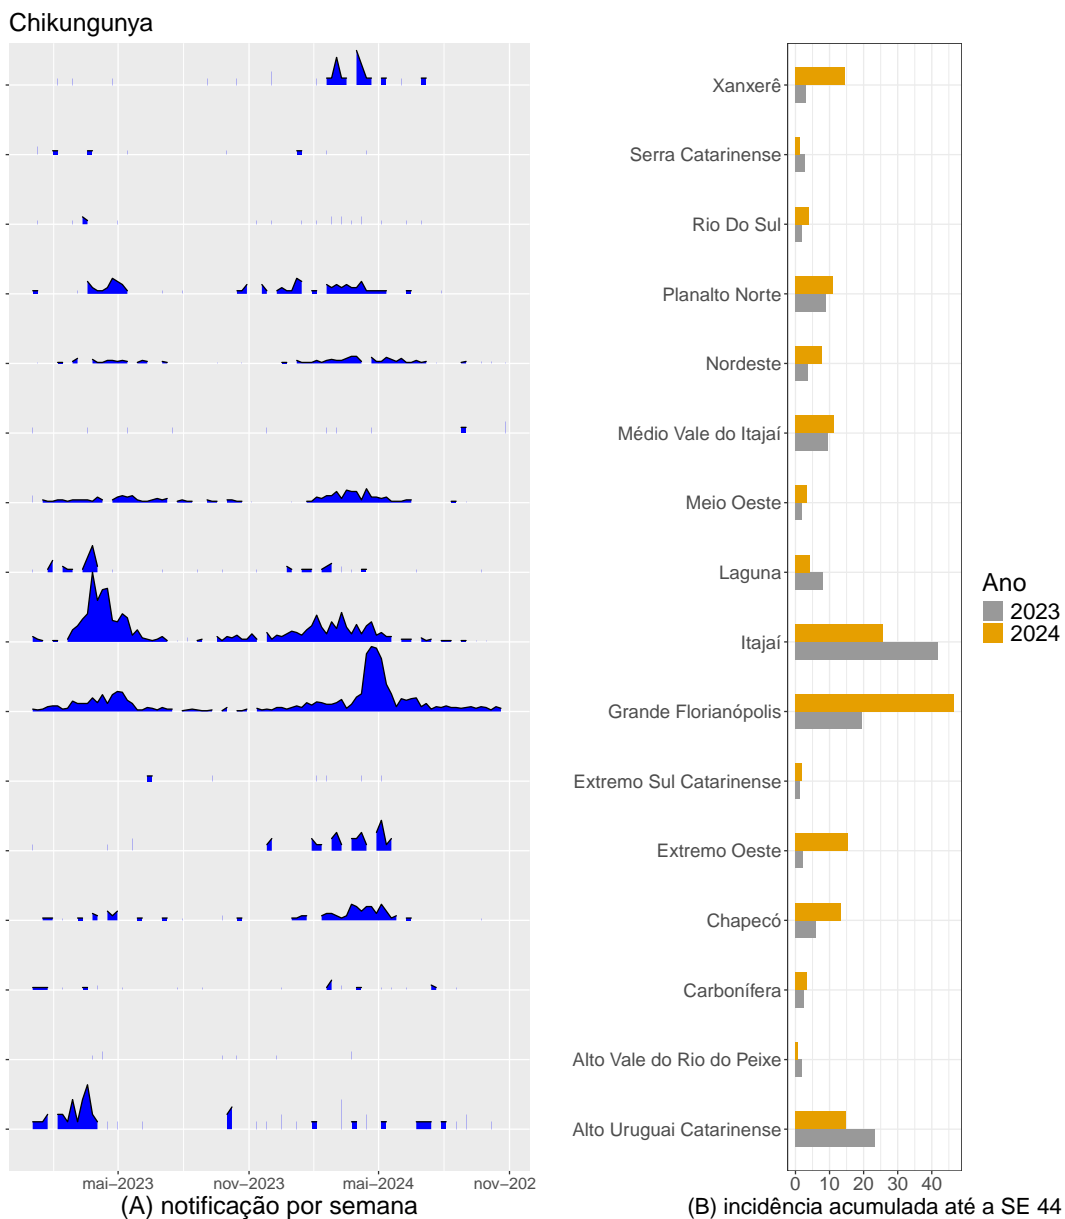 Chikungunya
Xanxerê
Serra Catarinense
Rio Do Sul
Planalto Norte
Nordeste
Médio Vale do Itajaí
Meio Oeste
Laguna
Itajaí
Grande Florianópolis
Extremo Sul Catarinense
Extremo Oeste
Chapecó
Carbonífera
Alto Vale do Rio do Peixe
Alto Uruguai Catarinense
Ano
2023
2024
mai–2023 nov–2023 mai–2024 nov–202
0 10 20 30 40
(A) notificação por semana
(B) incidência acumulada até a SE 44